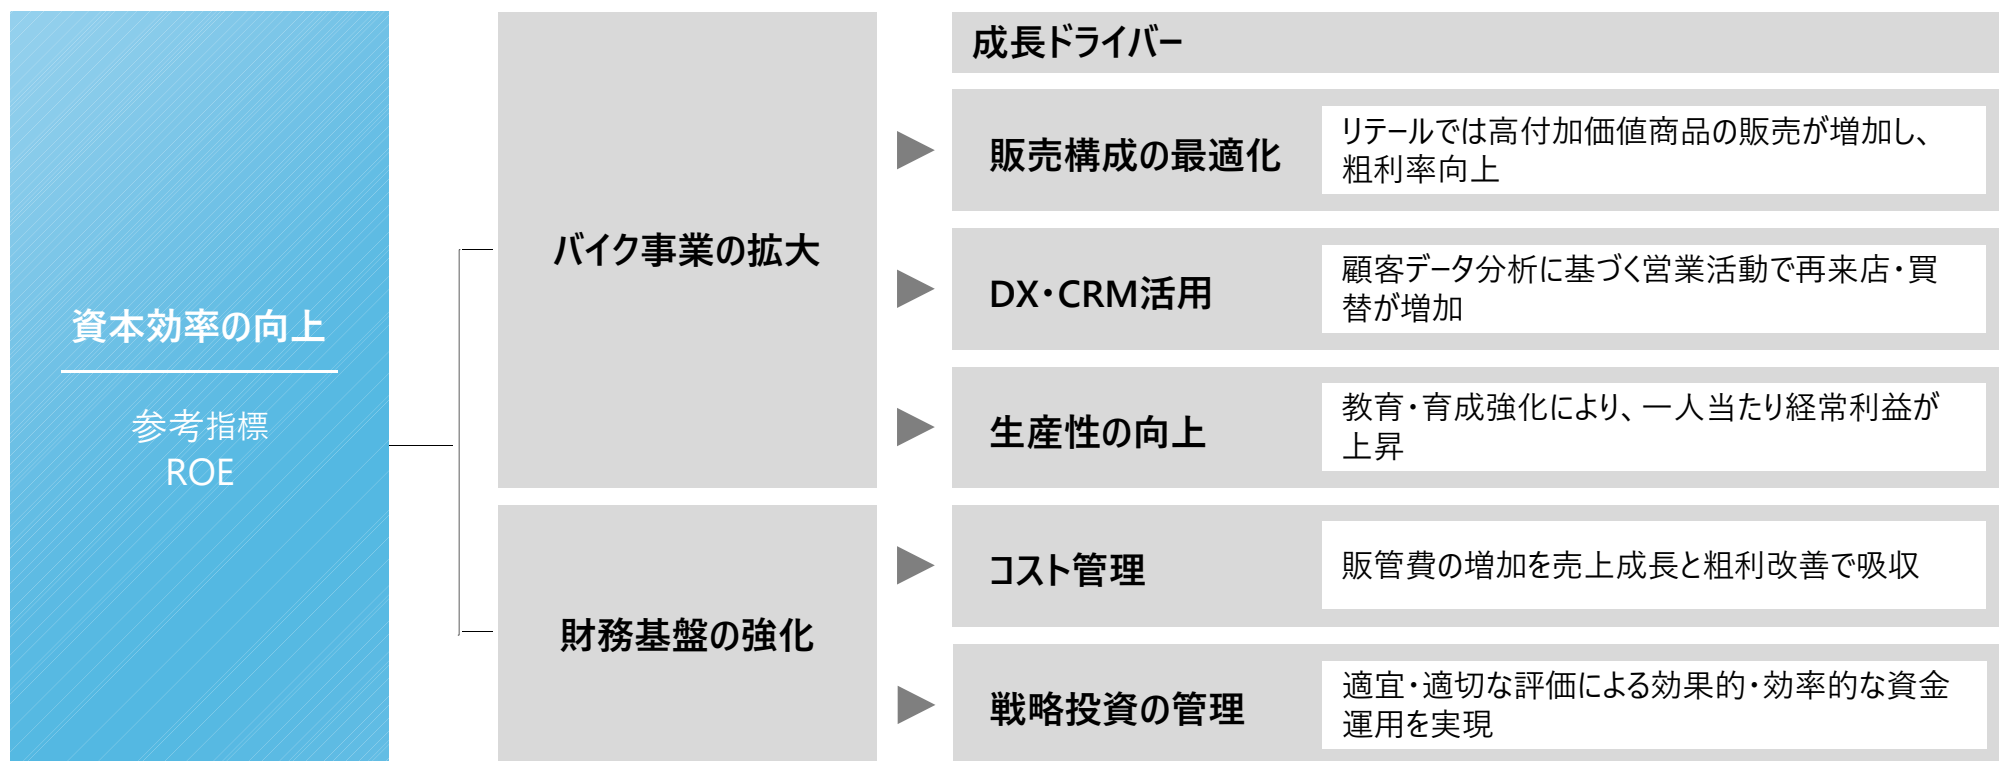 資本効率の向上
参考指標
ROE
バイク事業の拡大
財務基盤の強化
成長ドライバー
販売構成の最適化
リテールでは高付加価値商品の販売が増加し、
粗利率向上
DX・CRM活用
顧客データ分析に基づく営業活動で再来店・買
替が増加
生産性の向上
教育・育成強化により、一人当たり経常利益が
上昇
コスト管理
販管費の増加を売上成長と粗利改善で吸収
戦略投資の管理
適宜・適切な評価による効果的・効率的な資金
運用を実現